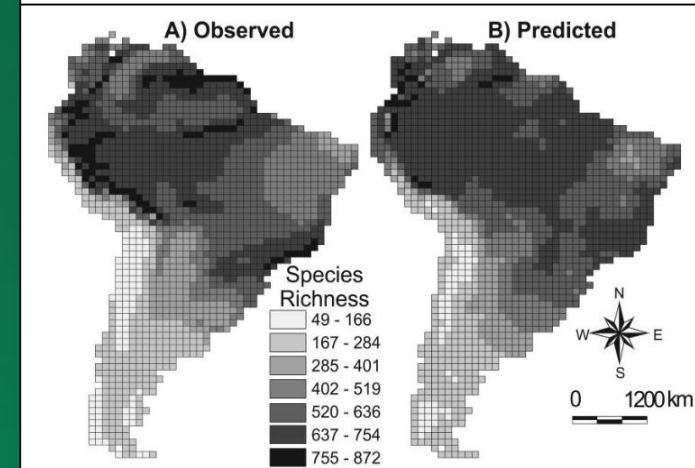 A) Observed
B) Predicted
Species
Richness
49 - 166
167 - 284
285 - 401
402 - 519
520 - 636
637 - 754
755 - 872
N
W E
S
0 1200 km